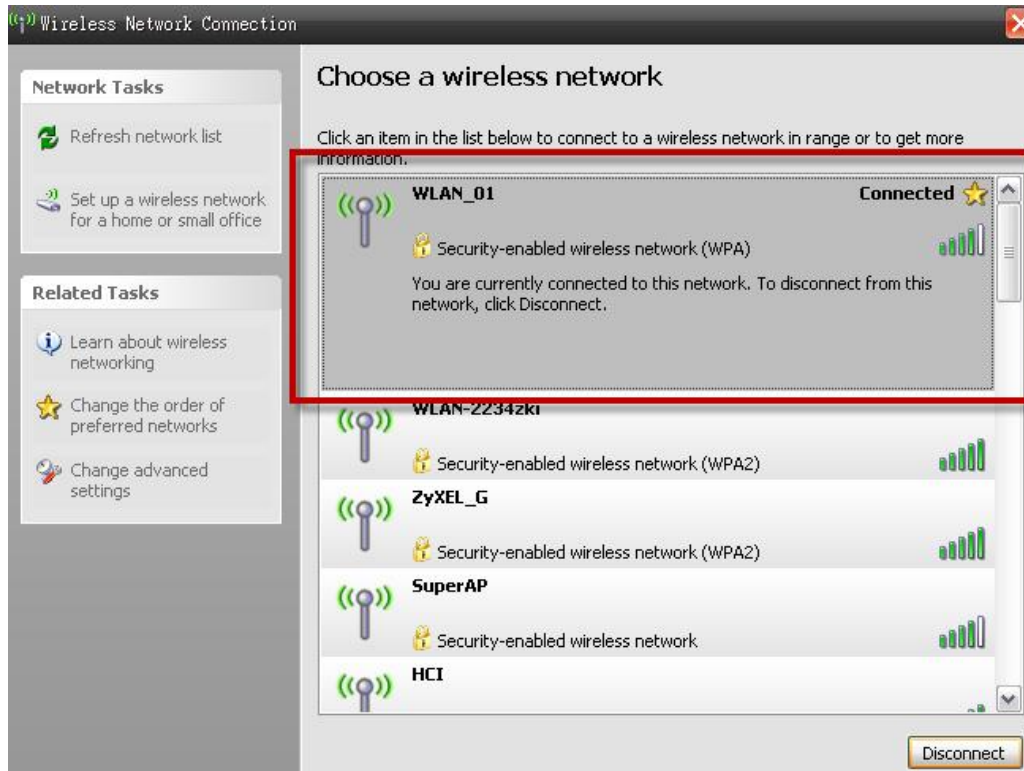 Wireless Network Connection
Network Tasks
Refresh network list
Set up a wireless network
for a home or small office
Related Tasks
Learn about wireless
networking
Change the order of
preferred networks
Change advanced
settings
Choose a wireless network
Click an item in the list below to connect to a wireless network in range or to get more
information.
WLAN_01 Connected
Security-enabled wireless network (WPA)
You are currently connected to this network. To disconnect from this
network, click Disconnect.
WLAN-2234zki
Security-enabled wireless network (WPA2)
ZyXEL_G
Security-enabled wireless network (WPA2)
SuperAP
Security-enabled wireless network
HCI
Disconnect